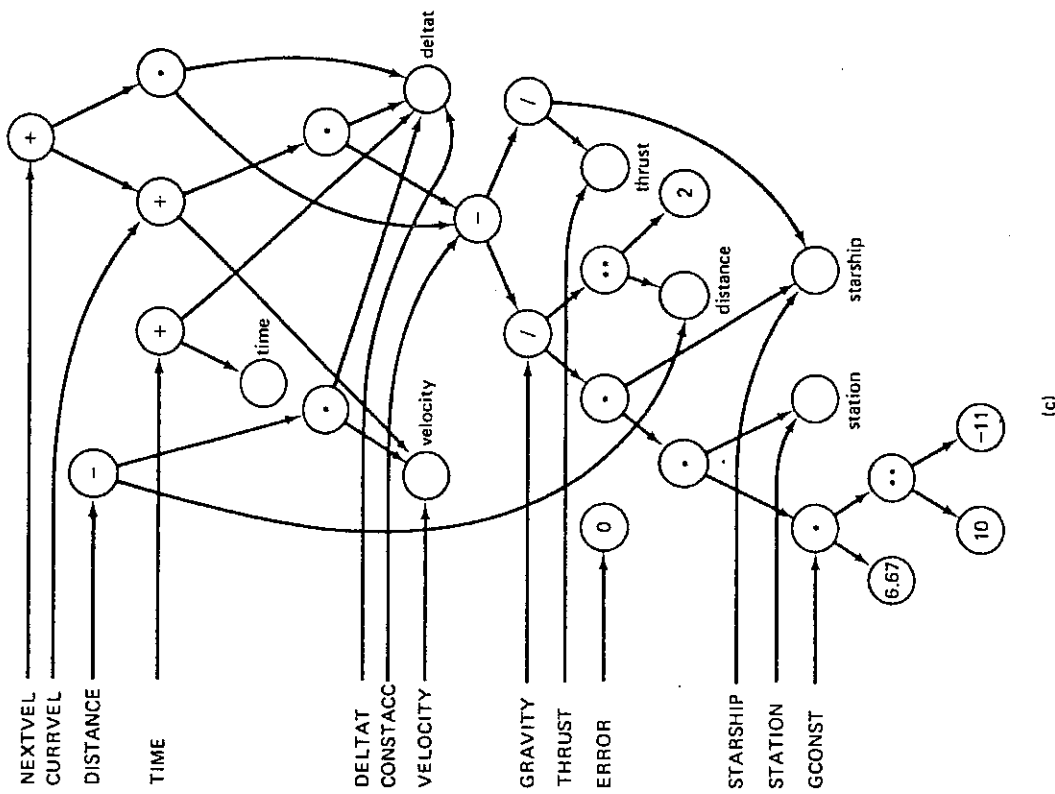 NEXTVEL
CURRVEL
DISTANCE
TIME
DELTAT
CONSTACC
VELOCITY
GRAVITY
THRUST
ERROR
STARSHIP
STATION
GCONST
+
•
+
+
−
•
•
time
deltat
velocity
−
/
/
thrust
••
2
distance
•
0
•
station
starship
•
6.67
••
10
-11
(c)